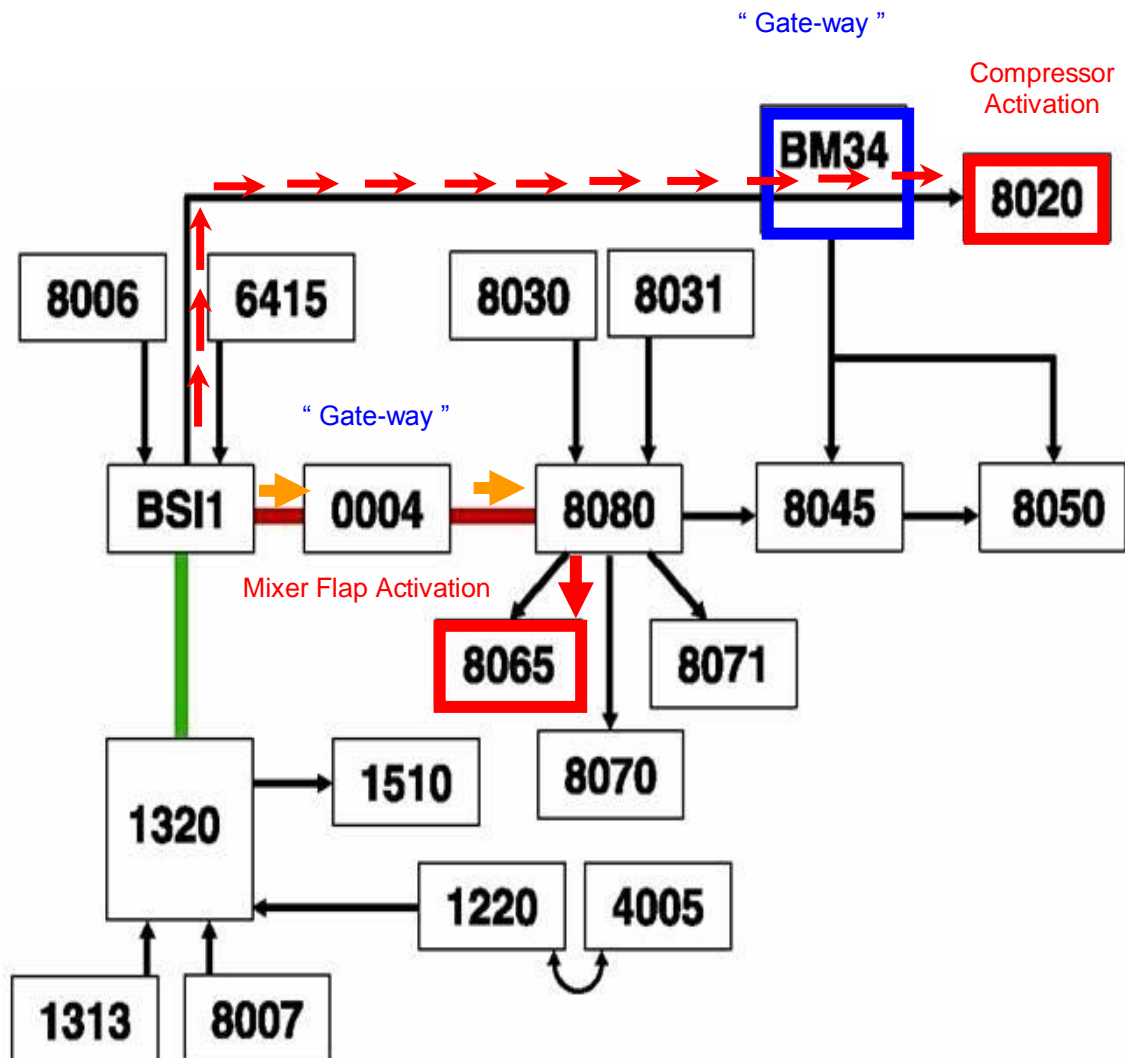 “ Gate-way ”
Compressor
Activation
BM34
8020
8006
6415
8030
8031
“ Gate-way ”
BSI1
0004
8080
8045
8050
Mixer Flap Activation
8065
8071
8070
1510
1320
1220
4005
1313
8007